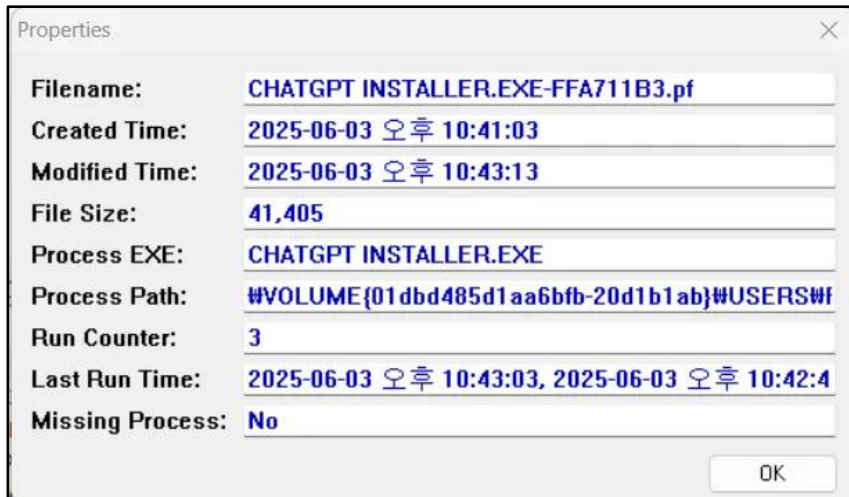 Properties
Filename: CHATGPT INSTALLER.EXE-FFA711B3.pf
Created Time: 2025-06-03 오후 10:41:03
Modified Time: 2025-06-03 오후 10:43:13
File Size: 41,405
Process EXE: CHATGPT INSTALLER.EXE
Process Path: ₩VOLUME{01dbd485d1aa6bfb-20d1b1ab}₩USERS₩
Run Counter: 3
Last Run Time: 2025-06-03 오후 10:43:03, 2025-06-03 오후 10:42:4
Missing Process: No
OK